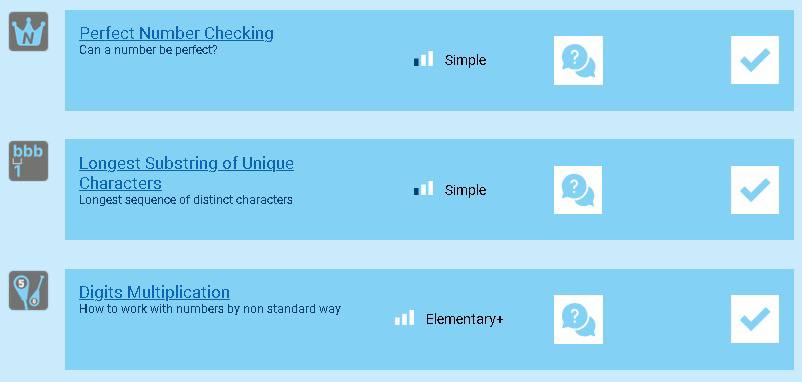 N
Perfect Number Checking
Can a number be perfect?
Simple
?
bbb
1
Longest Substring of Unique
Characters
Longest sequence of distinct characters
Simple
?
5
6
Digits Multiplication
How to work with numbers by non standard way
Elementary+
?